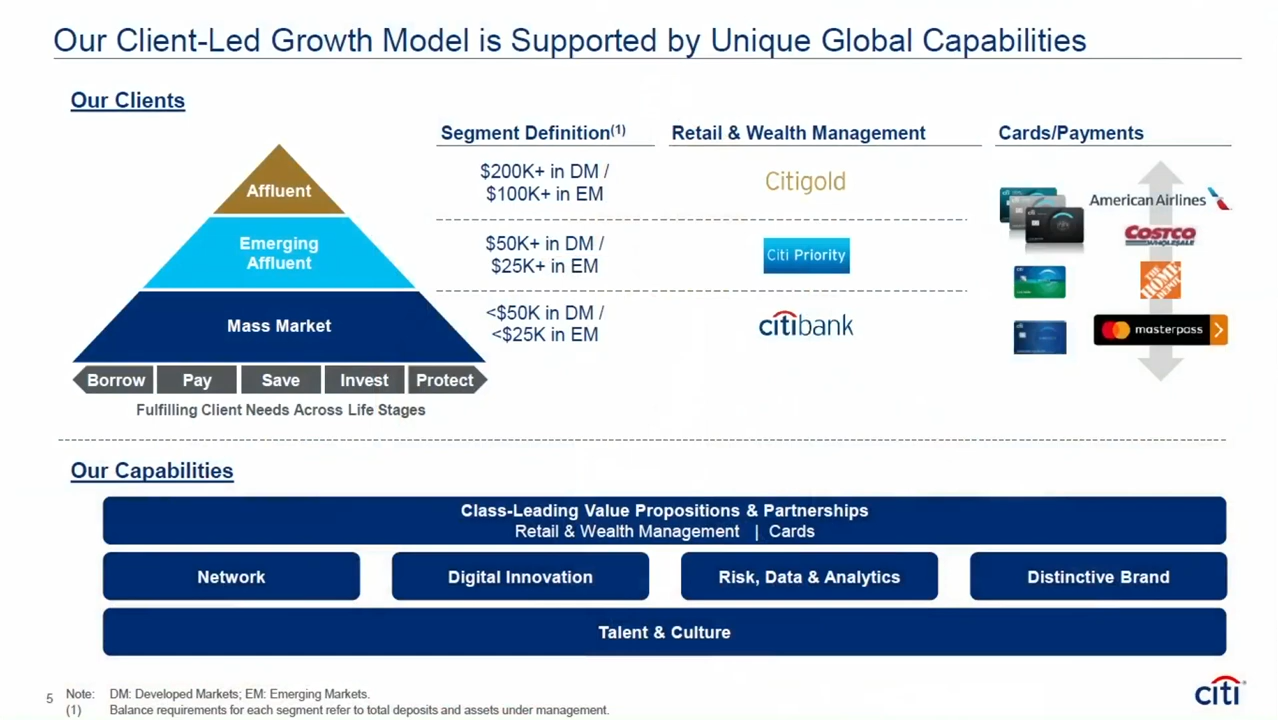 Our Client-Led Growth Model is Supported by Unique Global Capabilities
Our Clients
Segment Definition(1)
Retail & Wealth Management
Cards/Payments
Affluent
$200K+ in DM /
$100K+ in EM
Citigold
American Airlines
COSTCO
WHOLESALE
Emerging
Affluent
$50K+ in DM /
$25K+ in EM
Citi Priority
THE
HOME
DEPOT
Mass Market
<$50K in DM /
<$25K in EM
citibank
masterpass
Borrow
Pay
Save
Invest
Protect
Fulfilling Client Needs Across Life Stages
Our Capabilities
Class-Leading Value Propositions & Partnerships
Retail & Wealth Management | Cards
Network
Digital Innovation
Risk, Data & Analytics
Distinctive Brand
Talent & Culture
5
Note: DM: Developed Markets; EM: Emerging Markets.
(1) Balance requirements for each segment refer to total deposits and assets under management.
citi